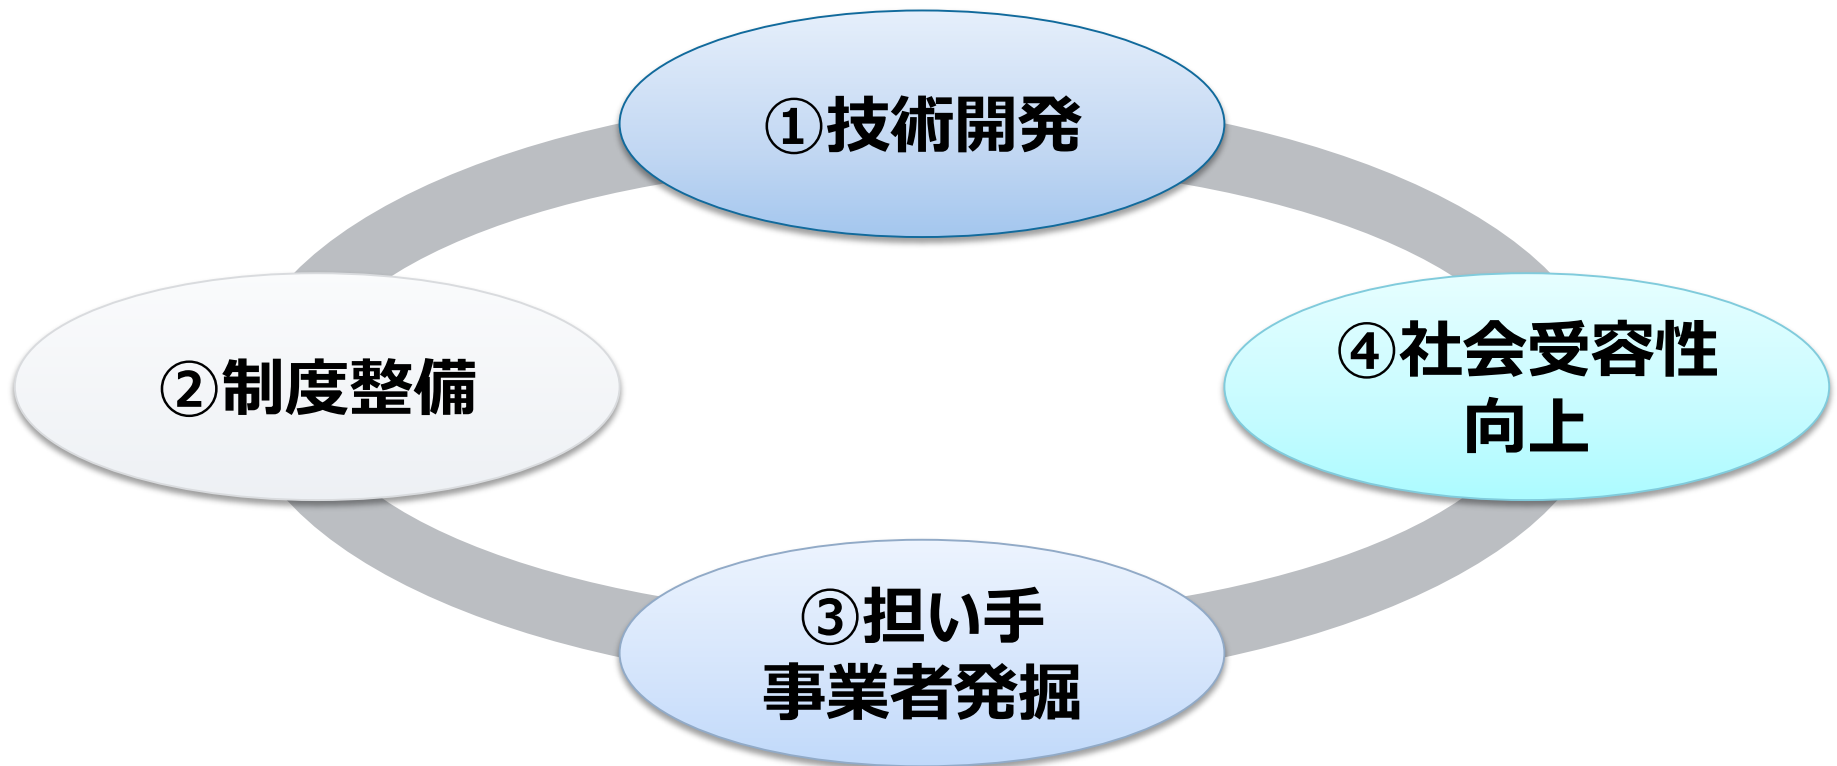 ①技術開発
②制度整備
③担い手
事業者発掘
④社会受容性
向上